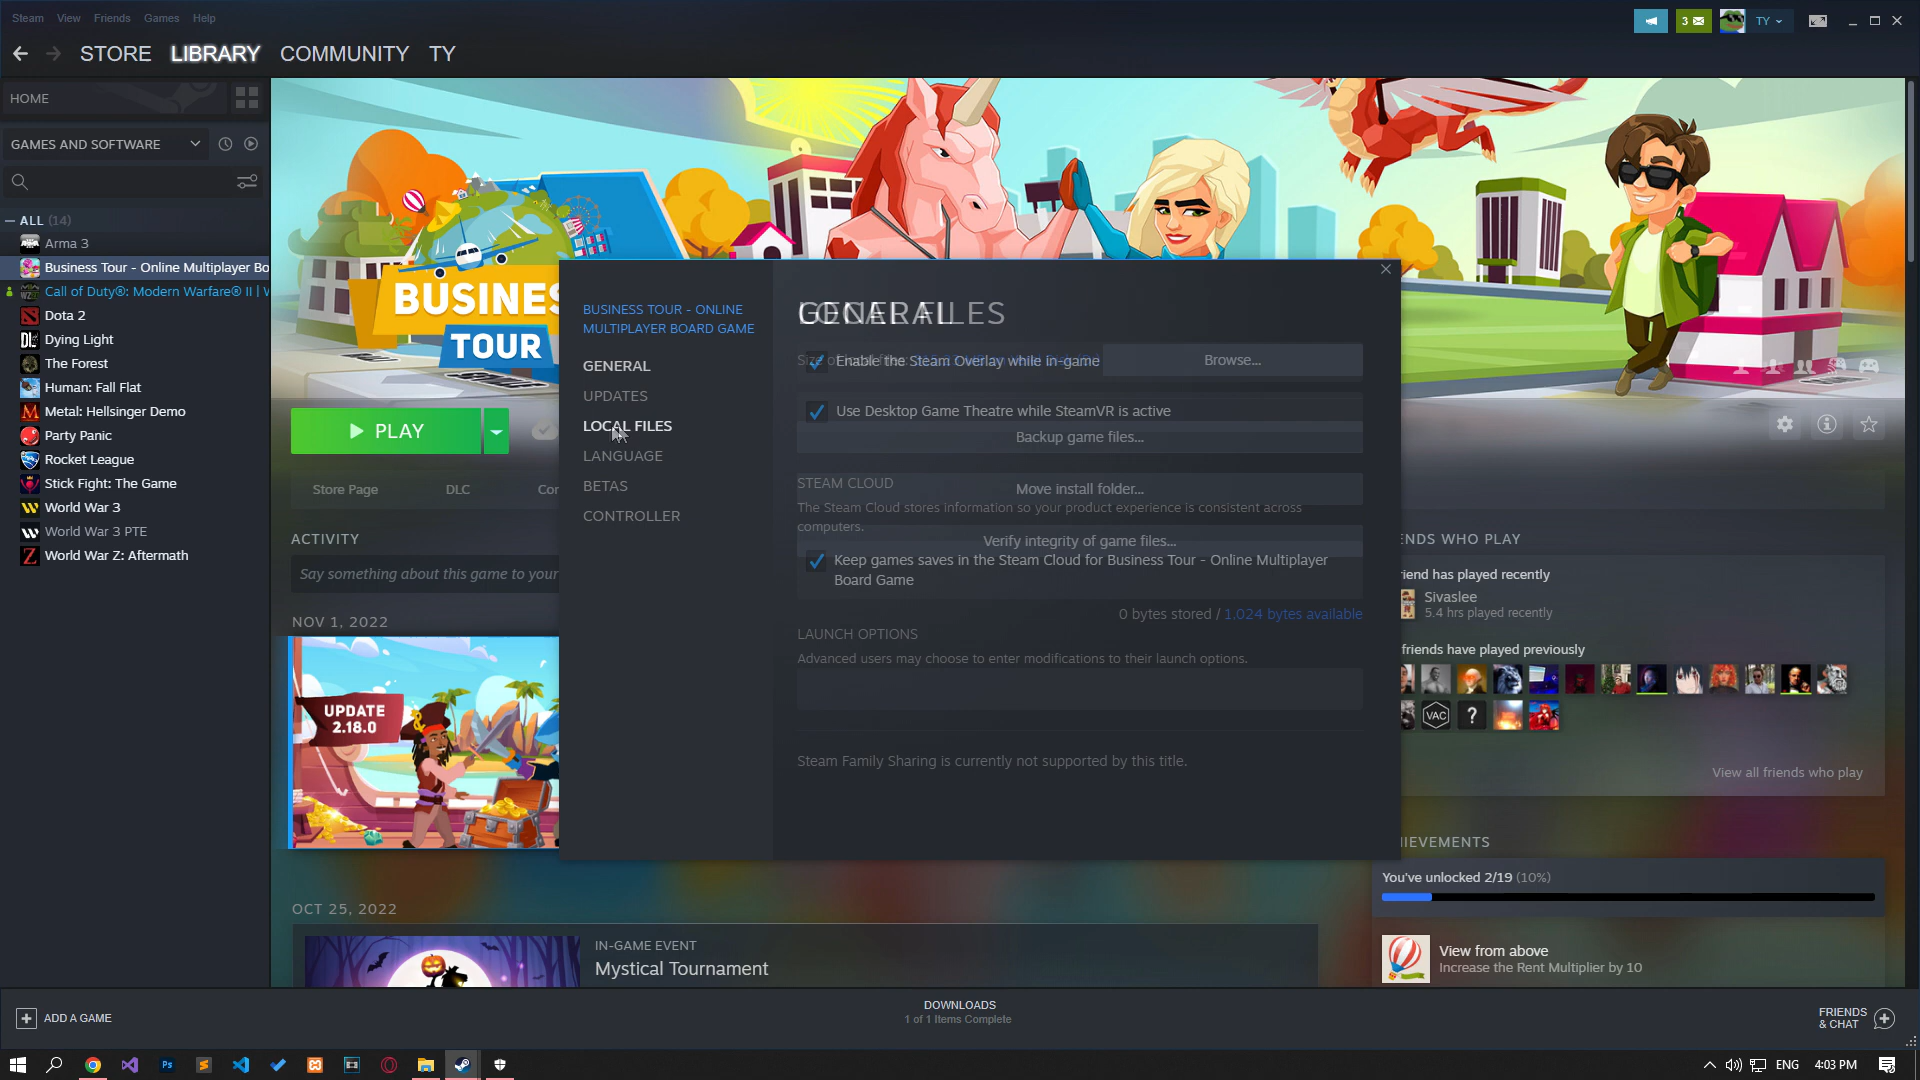 Steam View Friends Games Help
3
TY
STORE LIBRARY COMMUNITY TY
HOME
GAMES AND SOFTWARE
ALL (14)
Arma 3
Business Tour - Online Multiplayer Bo
Call of Duty®: Modern Warfare® II | W
Dota 2
Dying Light
The Forest
Human: Fall Flat
Metal: Hellsinger Demo
Party Panic
Rocket League
Stick Fight: The Game
World War 3
World War 3 PTE
World War Z: Aftermath
BUSINES
TOUR
PLAY
Store Page DLC Cor
ACTIVITY
Say something about this game to your
NOV 1, 2022
UPDATE
2.18.0
OCT 25, 2022
IN-GAME EVENT
Mystical Tournament
BUSINESS TOUR - ONLINE
MULTIPLAYER BOARD GAME
GENERAL
UPDATES
LOCAL FILES
LANGUAGE
BETAS
CONTROLLER
GENERAL
LOCAL FILES
Enable the Steam Overlay while in-game
Browse...
Use Desktop Game Theatre while SteamVR is active
Backup game files...
STEAM CLOUD
Move install folder...
The Steam Cloud stores information so your product experience is consistent across
computers.
Verify integrity of game files...
Keep games saves in the Steam Cloud for Business Tour - Online Multiplayer
Board Game
0 bytes stored / 1,024 bytes available
LAUNCH OPTIONS
Advanced users may choose to enter modifications to their launch options.
Steam Family Sharing is currently not supported by this title.
ENDS WHO PLAY
riend has played recently
Sivaslee
5.4 hrs played recently
friends have played previously
VAC
?
View all friends who play
HIEVEMENTS
You've unlocked 2/19 (10%)
View from above
Increase the Rent Multiplier by 10
ADD A GAME
DOWNLOADS
1 of 1 Items Complete
FRIENDS
& CHAT
Ps
ENG 4:03 PM